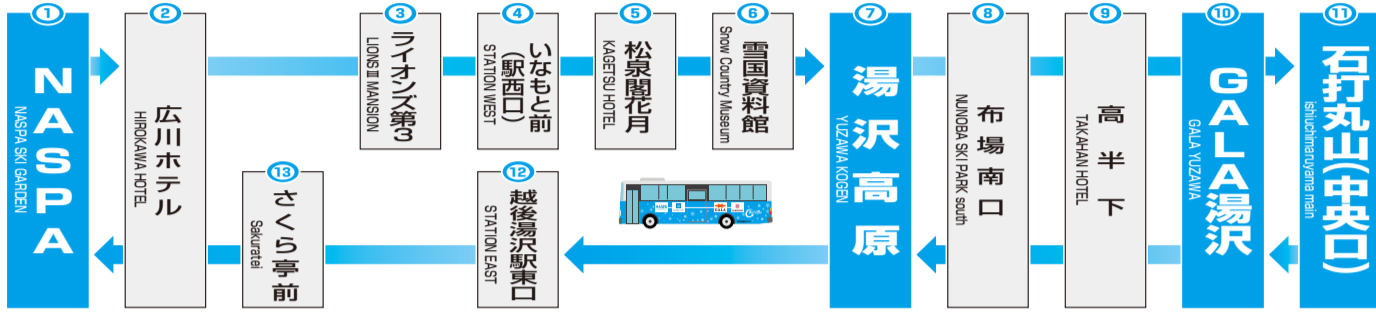 ①
NASPA
NASPA SKI GARDEN
②
広川ホテル
HIROKAWA HOTEL
③
ライオンズ第3
LIONS Ⅲ MANSION
④
いなもと前
(駅西口)
STATION WEST
⑤
松泉閣花月
KAGETSU HOTEL
⑥
雪国資料館
Snow Country Museum
⑦
湯沢高原
YUZAWA KOGEN
⑧
布場南口
NUNOBA SKI PARK south
⑨
高半下
TAKAHAN HOTEL
⑩
GALA湯沢
GALA YUZAWA
⑪
石打丸山(中央口)
ishiuchimaruyama main
⑫
越後湯沢駅東口
STATION EAST
⑬
さくら亭前
Sakuratei